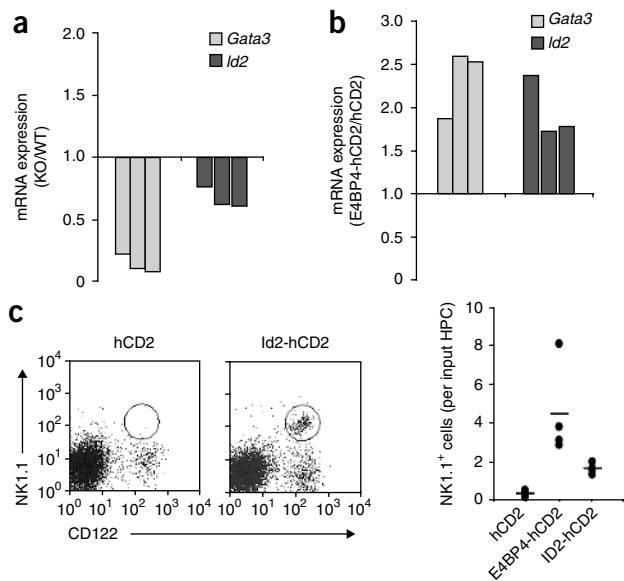 a
mRNA expression
(KO/WT)
2.0
1.5
1.0
0.5
0
Gata3
Id2
b
mRNA expression
(E4BP4-hCD2/hCD2)
3.0
2.5
2.0
1.5
1.0
0.5
0
Gata3
Id2
c
hCD2
Id2-hCD2
NK1.1
10⁴
10³
10²
10¹
10⁰
10⁰ 10¹ 10² 10³ 10⁴
10⁰ 10¹ 10² 10³ 10⁴
CD122
NK1.1⁺ cells (per input HPC)
10
8
6
4
2
0
hCD2
E4BP4-hCD2
ID2-hCD2